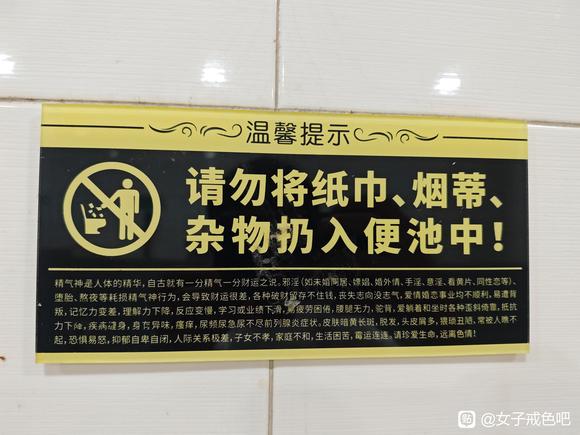 温馨提示
请勿将纸巾、烟蒂、
杂物扔入便池中！
精气神是人体的精华，自古就有一分精气一分财运之说。邪淫（如未婚同居、嫖娼、婚外情、手淫、意淫、看黄片、同性恋等）、
堕胎、熬夜等耗损精气神行为，会导致财运很差，各种破财留存不住钱，丧失志向没志气，爱情婚恋事业均不顺利，易遭背
叛，记忆力变差，理解力下降，反应变慢，学习或业绩下滑，易疲劳困倦，腰腿无力，驼背，爱躺着和坐时各种歪斜倚靠，抵抗
力下降，疾病缠身，身有异味，瘙痒，尿频尿急尿不尽前列腺炎症状。皮肤暗黄长斑，脱发，头皮屑多，猥琐丑陋、常被人瞧不
起，恐惧易怒，抑郁自卑自闭，人际关系极差，子女不孝，家庭不和，生活困苦，霉运连连。请珍爱生命，远离色情！
贴 @女子戒色吧